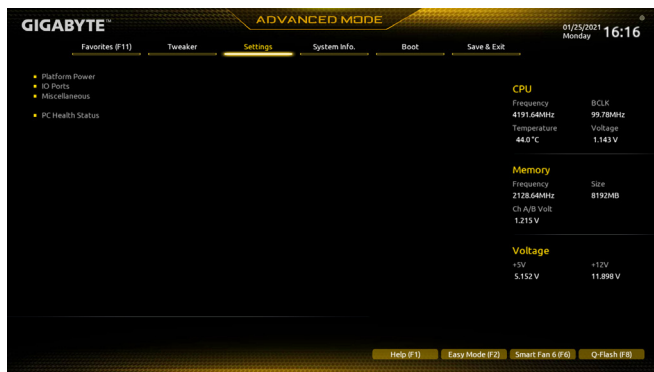 GIGABYTE™
ADVANCED MODE
01/25/2021 Monday 16:16
Favorites (F11) Tweaker Settings System Info. Boot Save & Exit
Platform Power
IO Ports
Miscellaneous
PC Health Status
CPU
Frequency BCLK
4191.64MHz 99.78MHz
Temperature Voltage
44.0 °C 1.143 V
Memory
Frequency Size
2128.64MHz 8192MB
Ch A/B Volt
1.215 V
Voltage
+5V +12V
5.152 V 11.898 V
Help (F1) Easy Mode (F2) Smart Fan 6 (F6) Q-Flash (F8)